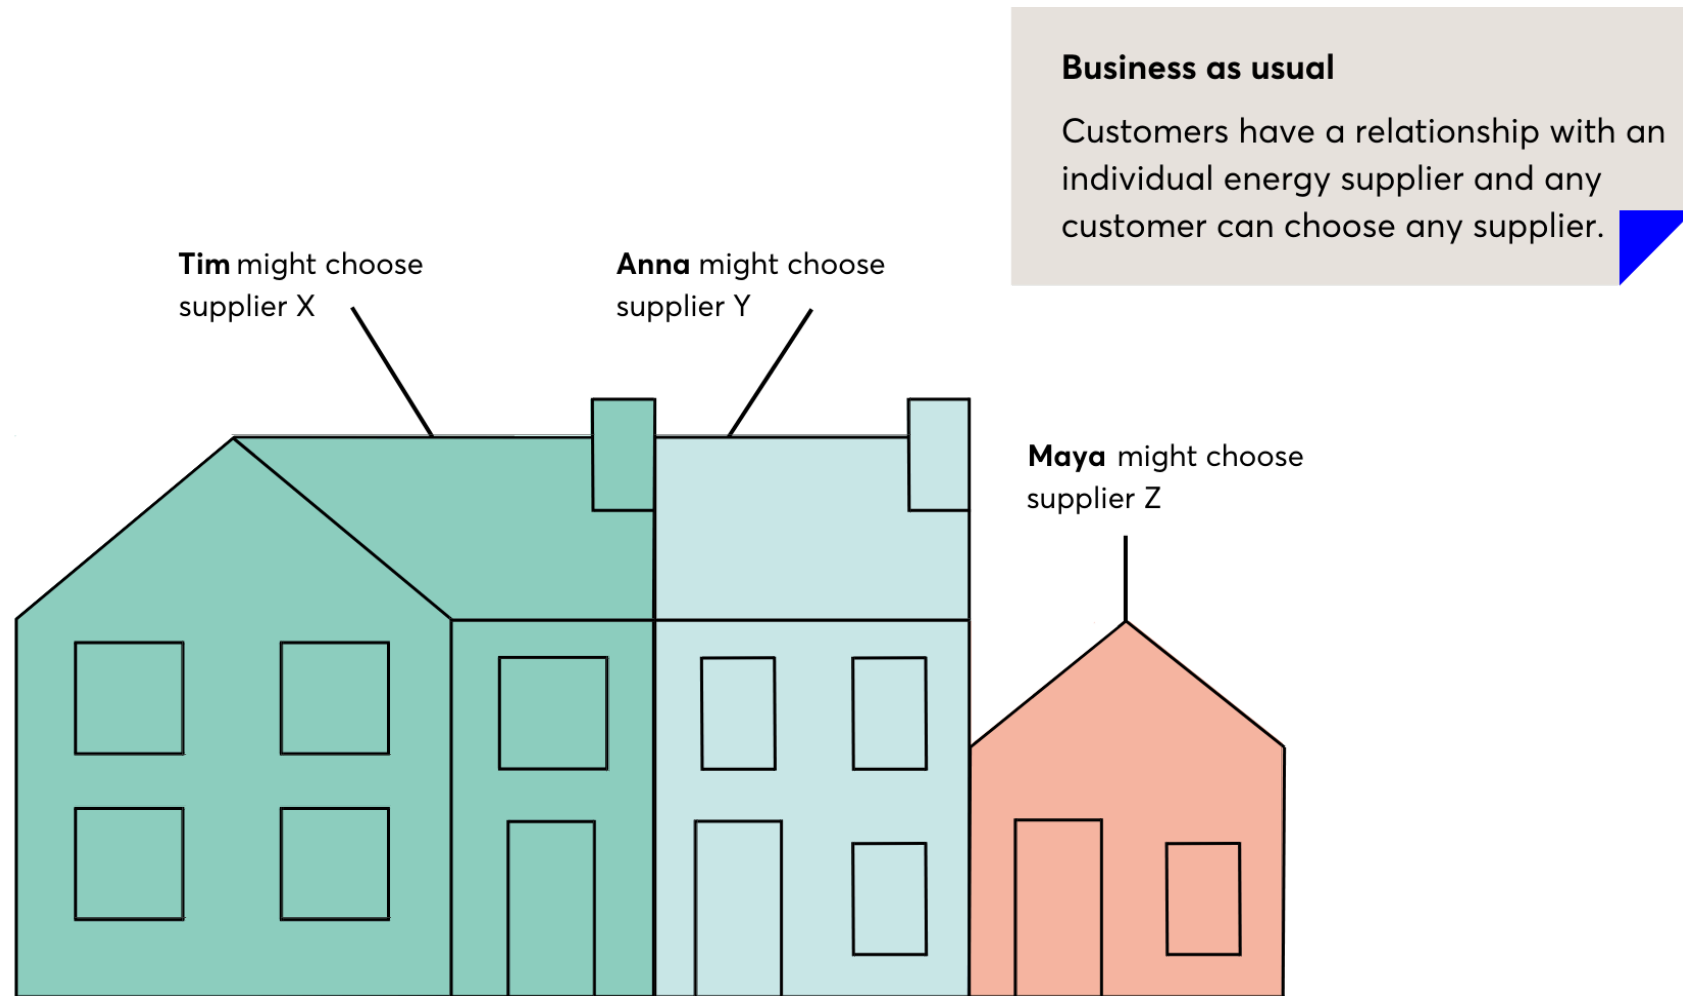 Business as usual
Customers have a relationship with an
individual energy supplier and any
customer can choose any supplier.
Tim might choose
supplier X
Anna might choose
supplier Y
Maya might choose
supplier Z